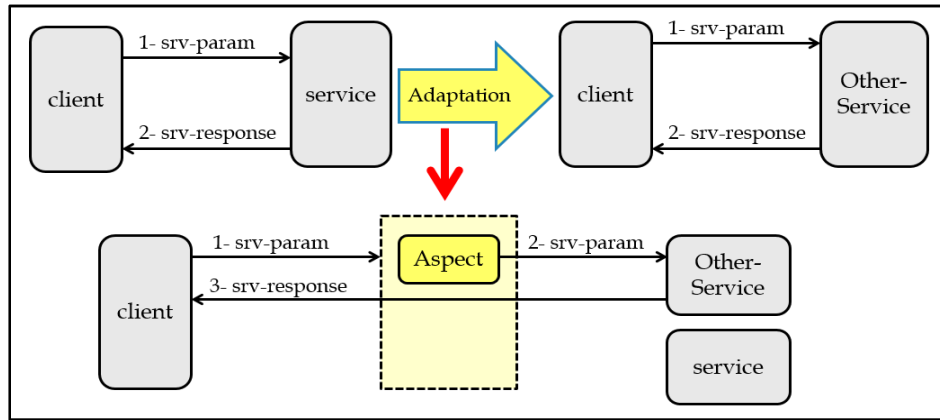 1- srv-param
client
service
2- srv-response
Adaptation
1- srv-param
client
Other-
Service
2- srv-response
1- srv-param
Aspect
2- srv-param
Other-
Service
3- srv-response
client
service